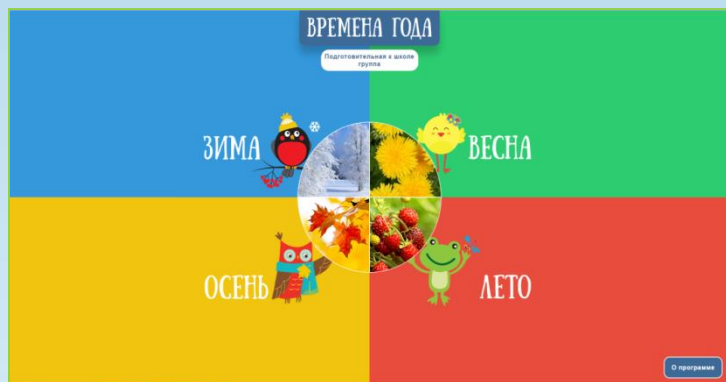 ВРЕМЕНА ГОДА
Подготовительная к школе
группа
ЗИМА
ВЕСНА
ОСЕНЬ
ЛЕТО
О программе